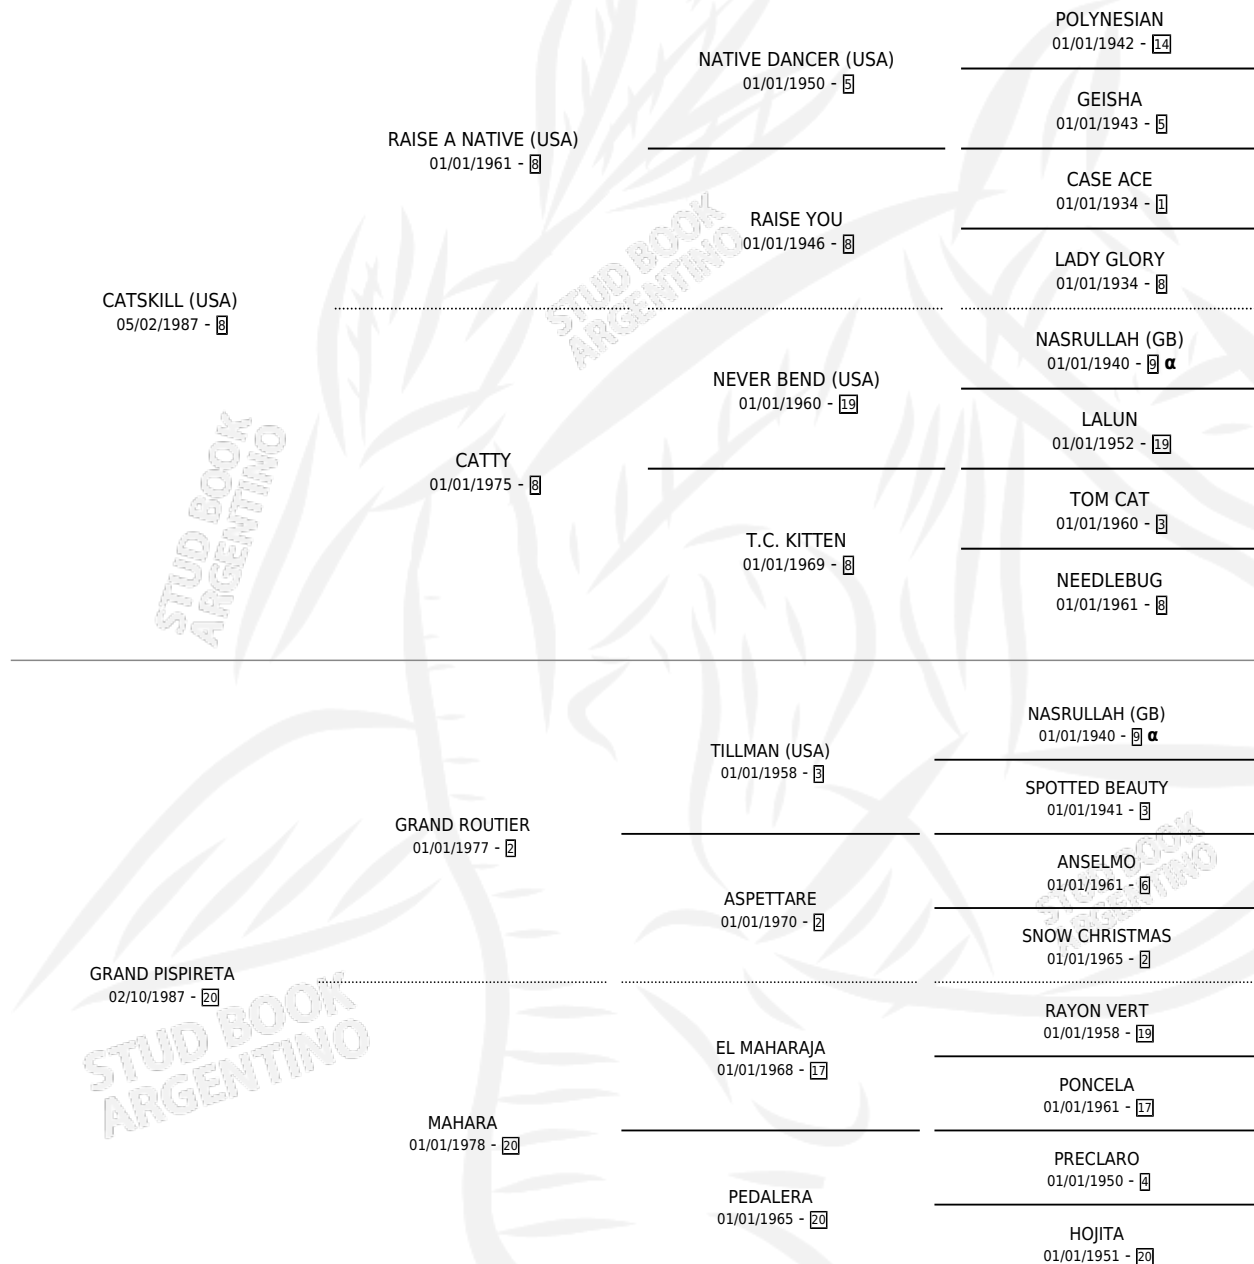 POLYNESIAN
01/01/1942 - 14
NATIVE DANCER (USA)
01/01/1950 - 5
GEISHA
01/01/1943 - 5
RAISE A NATIVE (USA)
01/01/1961 - 8
CASE ACE
01/01/1934 - 1
RAISE YOU
01/01/1946 - 8
LADY GLORY
01/01/1934 - 8
CATSKILL (USA)
05/02/1987 - 8
NASRULLAH (GB)
01/01/1940 - 9 α
NEVER BEND (USA)
01/01/1960 - 19
LALUN
01/01/1952 - 19
CATTY
01/01/1975 - 8
TOM CAT
01/01/1960 - 3
T.C. KITTEN
01/01/1969 - 8
NEEDLEBUG
01/01/1961 - 8
NASRULLAH (GB)
01/01/1940 - 9 α
TILLMAN (USA)
01/01/1958 - 3
SPOTTED BEAUTY
01/01/1941 - 3
GRAND ROUTIER
01/01/1977 - 2
ANSELMO
01/01/1961 - 6
ASPETTARE
01/01/1970 - 2
SNOW CHRISTMAS
01/01/1965 - 2
GRAND PISPIRETA
02/10/1987 - 20
RAYON VERT
01/01/1958 - 19
EL MAHARAJA
01/01/1968 - 17
PONCELA
01/01/1961 - 17
MAHARA
01/01/1978 - 20
PRECLARO
01/01/1950 - 4
PEDALERA
01/01/1965 - 20
HOJITA
01/01/1951 - 20
STUD BOOK
ARGENTINO
STUD BOOK
ARGENTINO
STUD BOOK
ARGENTINO
STUD BOOK
ARGENTINO